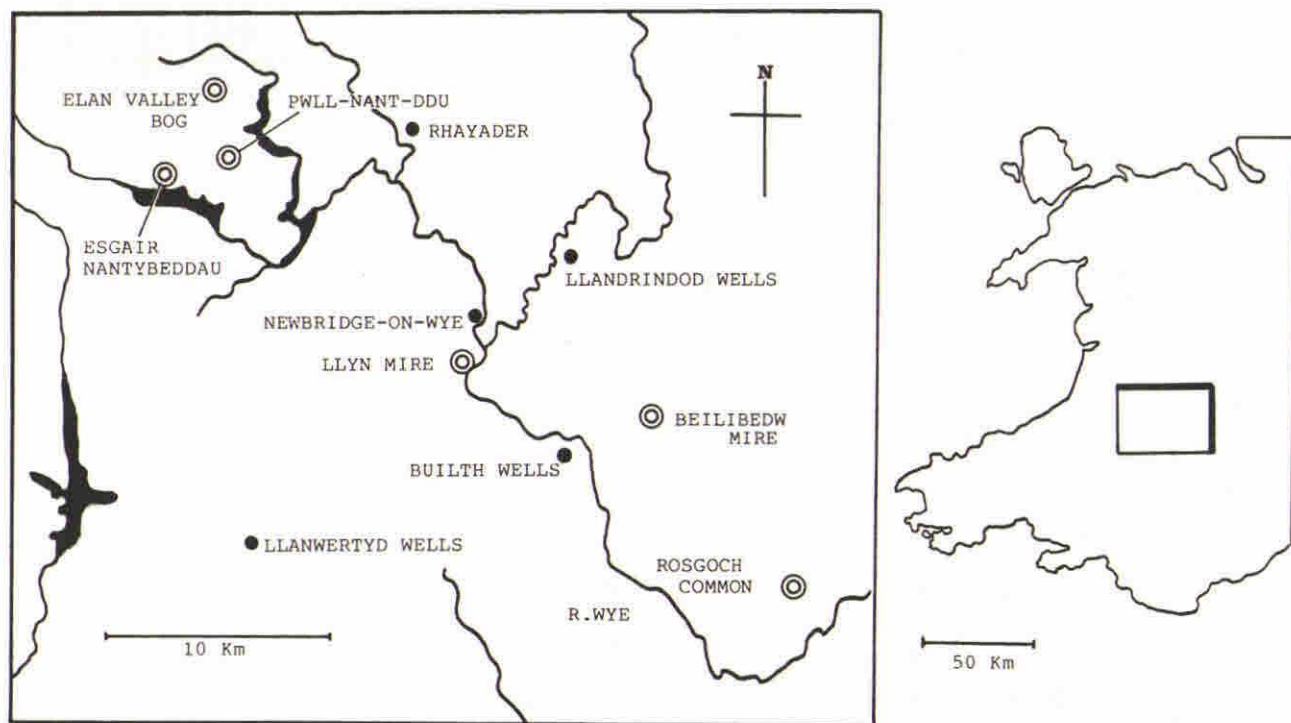 ELAN VALLEY
BOG
PWLL-NANT-DDU
RHAYADER
N
ESGAIR
NANTYBEDDAU
LLANDRINDOD WELLS
NEWBRIDGE-ON-WYE
LLYN MIRE
BEILIBEDW
MIRE
BUILTH WELLS
LLANWERTYD WELLS
ROSGOCH
COMMON
R.WYE
10 Km
50 Km